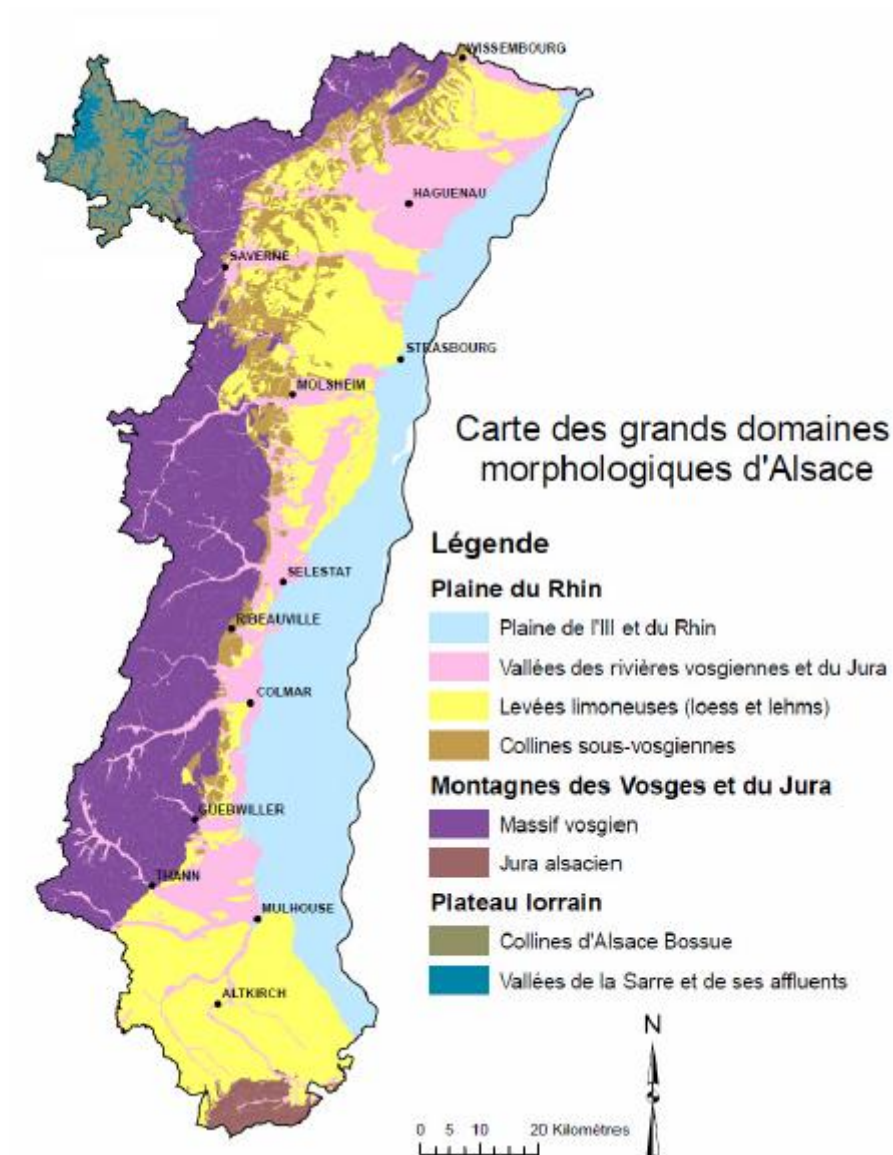 WISSEMBOURG
HAGUENAU
SAVERNE
STRASBOURG
MOLSHEIM
Carte des grands domaines
morphologiques d'Alsace
Légende
Plaine du Rhin
SELESTAT
Plaine de l'Ill et du Rhin
RIBEAUVILLE
Vallées des rivières vosgiennes et du Jura
COLMAR
Levées limoneuses (loess et lehms)
Collines sous-vosgiennes
Montagnes des Vosges et du Jura
GUEBWILLER
Massif vosgien
Jura alsacien
THANN
Plateau lorrain
MULHOUSE
Collines d'Alsace Bossue
Vallées de la Sarre et de ses affluents
ALTKIRCH
N
0 5 10 20 Kilomètres